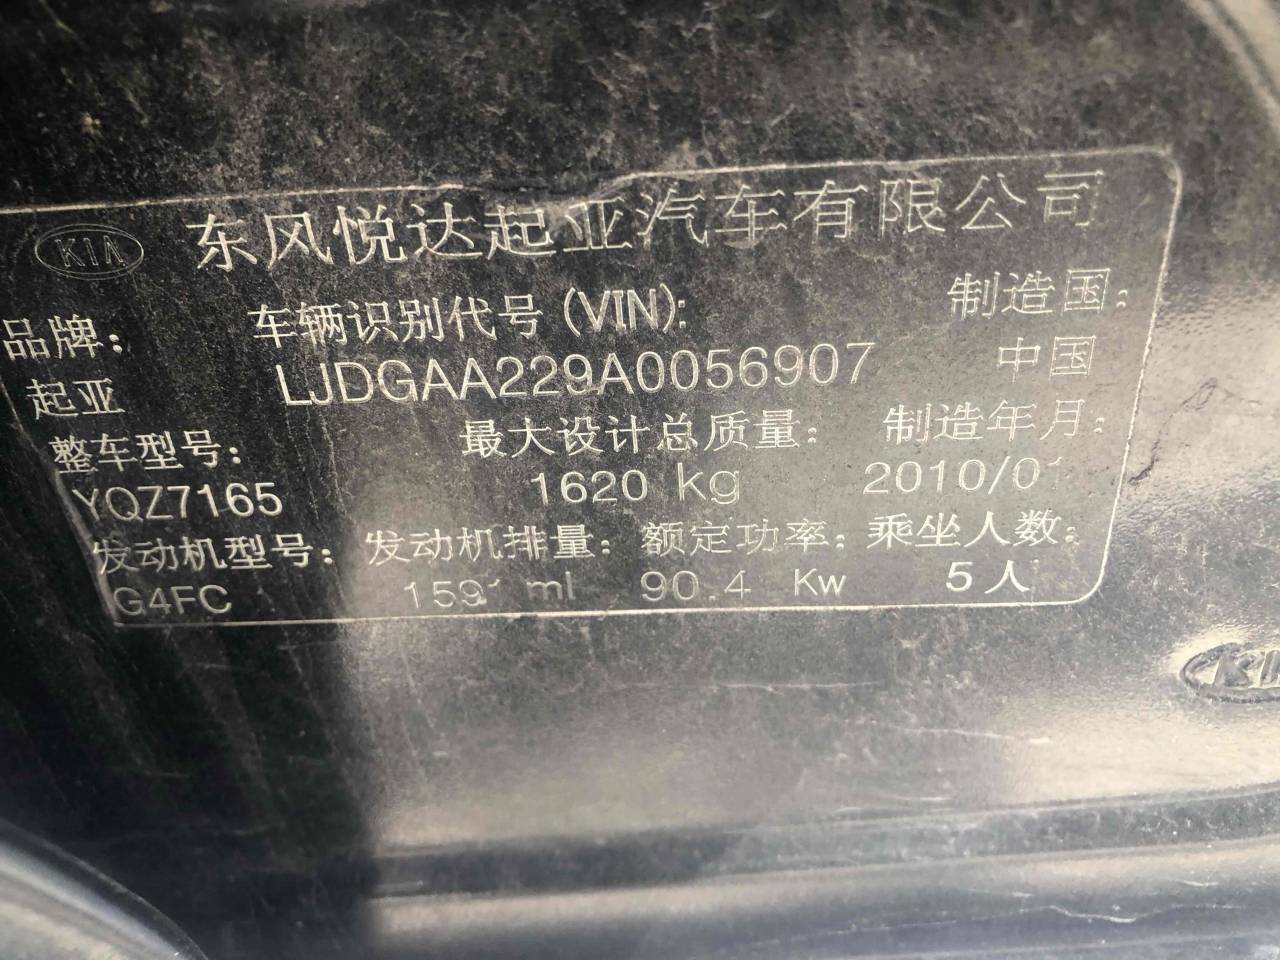 KIA 东风悦达起亚汽车有限公司
品牌: 车辆识别代号 (VIN): 制造国:
起亚 LJDGAA229A0056907 中国
整车型号: 最大设计总质量: 制造年月:
YQZ7165 1620 kg 2010/01
发动机型号: 发动机排量: 额定功率: 乘坐人数:
G4FC 1591 ml 90.4 Kw 5人